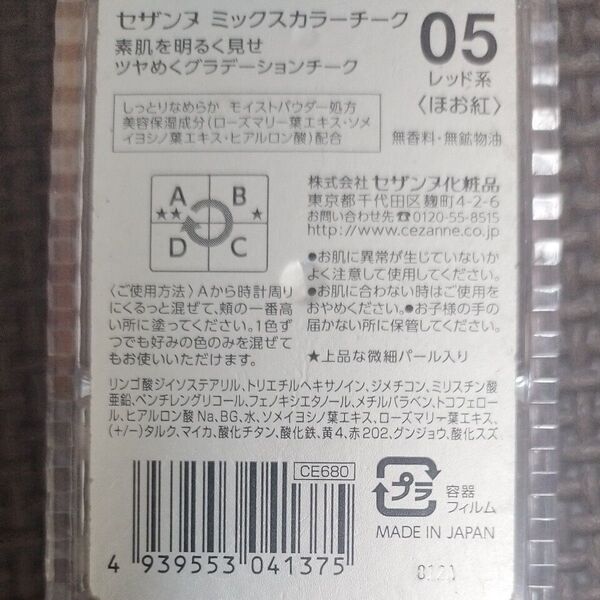 セザンヌ ミックスカラーチーク
素肌を明るく見せ
ツヤめくグラデーションチーク
05
レッド系
〈ほお紅〉
しっとりなめらか モイストパウダー処方
美容保湿成分(ローズマリー葉エキス・ソメ
イヨシノ葉エキス・ヒアルロン酸)配合
無香料・無鉱物油
A B
★★ ★
D C
株式会社 セザンヌ化粧品
東京都千代田区麹町4-2-6
お問い合わせ先☎0120-55-8515
http://www.cezanne.co.jp
〈ご使用方法〉Aから時計周り
にくるっと混ぜて、頬の一番高
い所に塗ってください。1色ず
つでも好みの色のみを混ぜて
もお使いいただけます。
●お肌に異常が生じていないか
よく注意して使用してください。
●お肌に合わない時はご使用を
おやめください。●お子様の手の
届かない所に保管してください。
★上品な微細パール入り
リンゴ酸ジイソステアリル、トリエチルヘキサノイン、ジメチコン、ミリスチン酸
亜鉛、ペンチレングリコール、フェノキシエタノール、メチルパラベン、トコフェロー
ル、ヒアルロン酸Na、BG、水、ソメイヨシノ葉エキス、ローズマリー葉エキス、
(+/−)タルク、マイカ、酸化チタン、酸化鉄、黄4、赤202、グンジョウ、酸化スズ
CE680
プラ
容器
フィルム
MADE IN JAPAN
4 939553 041375